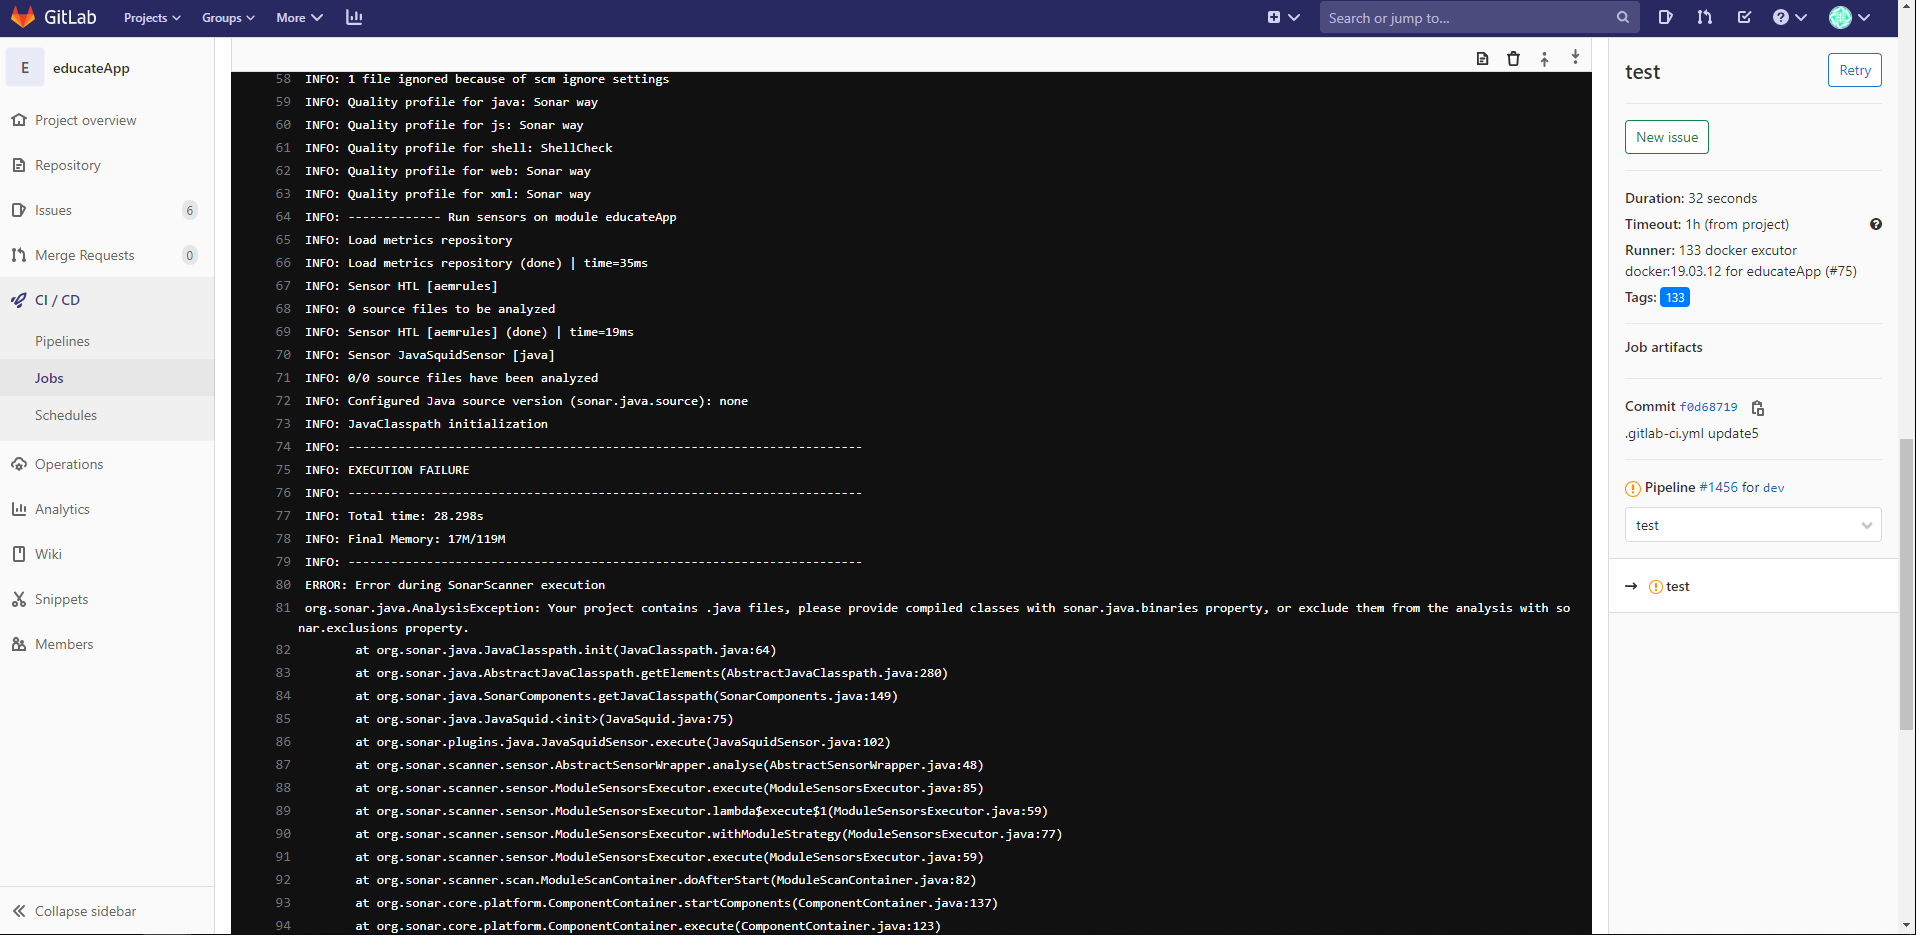 GitLab Projects Groups More Search or jump to...
E educateApp
Project overview
Repository
Issues 6
Merge Requests 0
CI / CD
Pipelines
Jobs
Schedules
Operations
Analytics
Wiki
Snippets
Members
Collapse sidebar
58 INFO: 1 file ignored because of scm ignore settings
59 INFO: Quality profile for java: Sonar way
60 INFO: Quality profile for js: Sonar way
61 INFO: Quality profile for shell: ShellCheck
62 INFO: Quality profile for web: Sonar way
63 INFO: Quality profile for xml: Sonar way
64 INFO: ------------- Run sensors on module educateApp
65 INFO: Load metrics repository
66 INFO: Load metrics repository (done) | time=35ms
67 INFO: Sensor HTL [aemrules]
68 INFO: 0 source files to be analyzed
69 INFO: Sensor HTL [aemrules] (done) | time=19ms
70 INFO: Sensor JavaSquidSensor [java]
71 INFO: 0/0 source files have been analyzed
72 INFO: Configured Java source version (sonar.java.source): none
73 INFO: JavaClasspath initialization
74 INFO: ------------------------------------------------------------------------
75 INFO: EXECUTION FAILURE
76 INFO: ------------------------------------------------------------------------
77 INFO: Total time: 28.298s
78 INFO: Final Memory: 17M/119M
79 INFO: ------------------------------------------------------------------------
80 ERROR: Error during SonarScanner execution
81 org.sonar.java.AnalysisException: Your project contains .java files, please provide compiled classes with sonar.java.binaries property, or exclude them from the analysis with so
nar.exclusions property.
82 at org.sonar.java.JavaClasspath.init(JavaClasspath.java:64)
83 at org.sonar.java.AbstractJavaClasspath.getElements(AbstractJavaClasspath.java:280)
84 at org.sonar.java.SonarComponents.getJavaClasspath(SonarComponents.java:149)
85 at org.sonar.java.JavaSquid.<init>(JavaSquid.java:75)
86 at org.sonar.plugins.java.JavaSquidSensor.execute(JavaSquidSensor.java:102)
87 at org.sonar.scanner.sensor.AbstractSensorWrapper.analyse(AbstractSensorWrapper.java:48)
88 at org.sonar.scanner.sensor.ModuleSensorsExecutor.execute(ModuleSensorsExecutor.java:85)
89 at org.sonar.scanner.sensor.ModuleSensorsExecutor.lambda$execute$1(ModuleSensorsExecutor.java:59)
90 at org.sonar.scanner.sensor.ModuleSensorsExecutor.withModuleStrategy(ModuleSensorsExecutor.java:77)
91 at org.sonar.scanner.sensor.ModuleSensorsExecutor.execute(ModuleSensorsExecutor.java:59)
92 at org.sonar.scanner.scan.ModuleScanContainer.doAfterStart(ModuleScanContainer.java:82)
93 at org.sonar.core.platform.ComponentContainer.startComponents(ComponentContainer.java:137)
94 at org.sonar.core.platform.ComponentContainer.execute(ComponentContainer.java:123)
test Retry
New issue
Duration: 32 seconds
Timeout: 1h (from project)
Runner: 133 docker excutor
docker:19.03.12 for educateApp (#75)
Tags: 133
Job artifacts
Commit f0d68719
.gitlab-ci.yml update5
Pipeline #1456 for dev
test
test